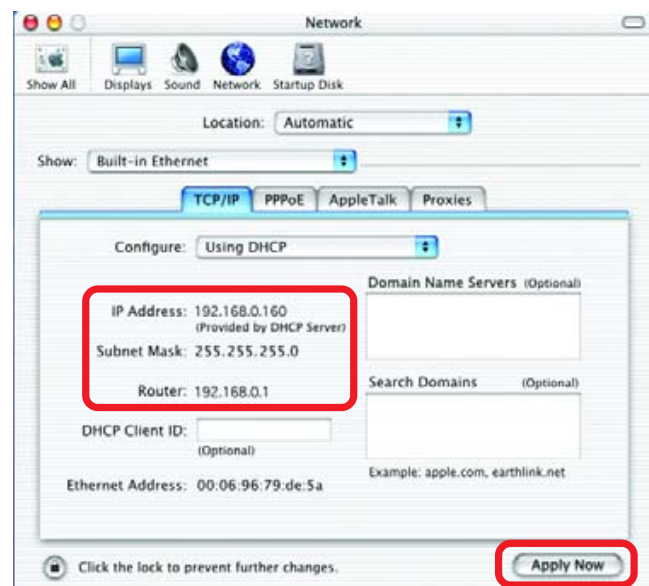 Network
Show All Displays Sound Network Startup Disk
Location: Automatic
Show: Built-in Ethernet
TCP/IP PPPoE AppleTalk Proxies
Configure: Using DHCP
Domain Name Servers (Optional)
IP Address: 192.168.0.160
(Provided by DHCP Server)
Subnet Mask: 255.255.255.0
Router: 192.168.0.1
Search Domains (Optional)
DHCP Client ID:
(Optional)
Example: apple.com, earthlink.net
Ethernet Address: 00:06:96:79:de:5a
Click the lock to prevent further changes.
Apply Now